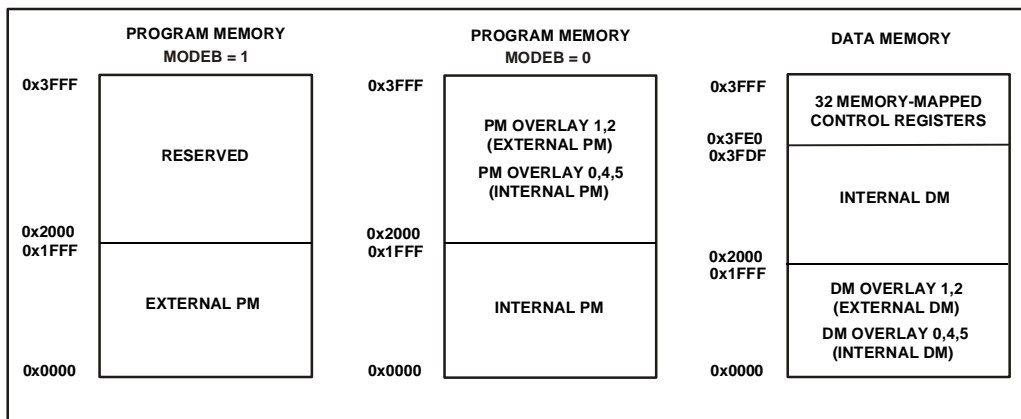 PROGRAM MEMORY
MODEB = 1
0x3FFF
RESERVED
0x2000
0x1FFF
EXTERNAL PM
0x0000
PROGRAM MEMORY
MODEB = 0
0x3FFF
PM OVERLAY 1,2
(EXTERNAL PM)
PM OVERLAY 0,4,5
(INTERNAL PM)
0x2000
0x1FFF
INTERNAL PM
0x0000
DATA MEMORY
0x3FFF
32 MEMORY-MAPPED
CONTROL REGISTERS
0x3FE0
0x3FDF
INTERNAL DM
0x2000
0x1FFF
DM OVERLAY 1,2
(EXTERNAL DM)
DM OVERLAY 0,4,5
(INTERNAL DM)
0x0000